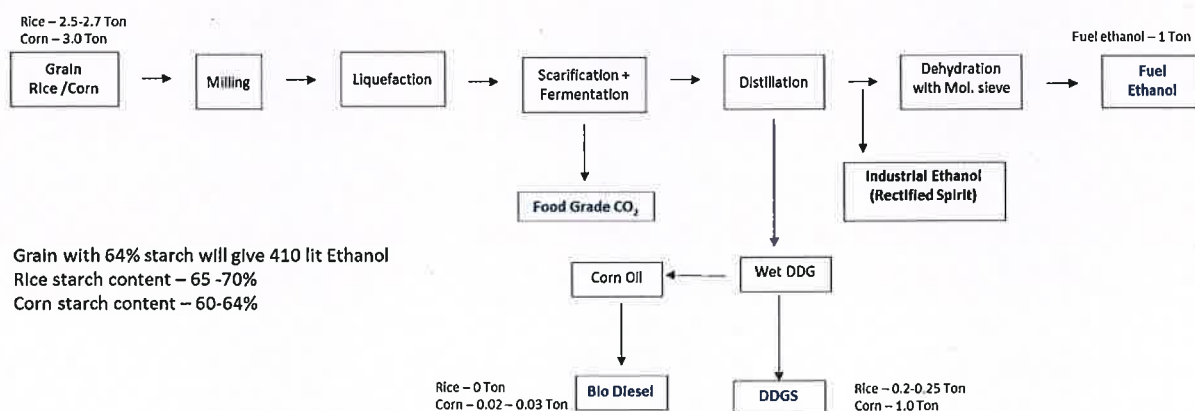 Rice – 2.5-2.7 Ton
Corn – 3.0 Ton
Grain
Rice /Corn
Milling
Liquefaction
Scarification +
Fermentation
Distillation
Dehydration
with Mol. sieve
Fuel ethanol – 1 Ton
Fuel
Ethanol
Food Grade CO₂
Industrial Ethanol
(Rectified Spirit)
Grain with 64% starch will give 410 lit Ethanol
Rice starch content – 65 -70%
Corn starch content – 60-64%
Corn Oil
Wet DDG
Rice – 0 Ton
Corn – 0.02 – 0.03 Ton
Bio Diesel
DDGS
Rice – 0.2-0.25 Ton
Corn – 1.0 Ton